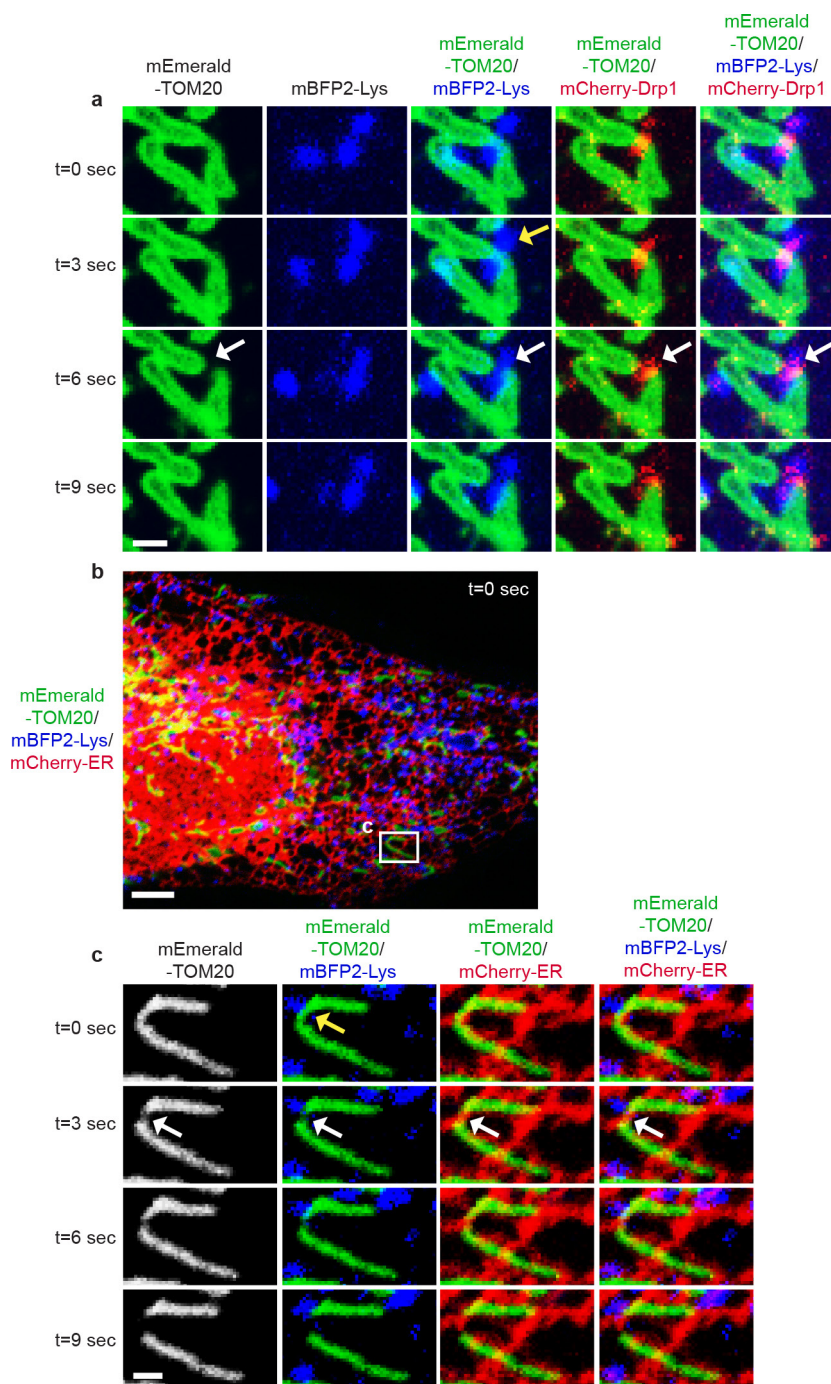 mEmerald
-TOM20
mBFP2-Lys
mEmerald
-TOM20/
mBFP2-Lys
mEmerald
-TOM20/
mCherry-Drp1
mEmerald
-TOM20/
mBFP2-Lys/
mCherry-Drp1
a
t=0 sec
t=3 sec
t=6 sec
t=9 sec
b
t=0 sec
mEmerald
-TOM20/
mBFP2-Lys/
mCherry-ER
c
c
mEmerald
-TOM20
mEmerald
-TOM20/
mBFP2-Lys
mEmerald
-TOM20/
mCherry-ER
mEmerald
-TOM20/
mBFP2-Lys/
mCherry-ER
t=0 sec
t=3 sec
t=6 sec
t=9 sec